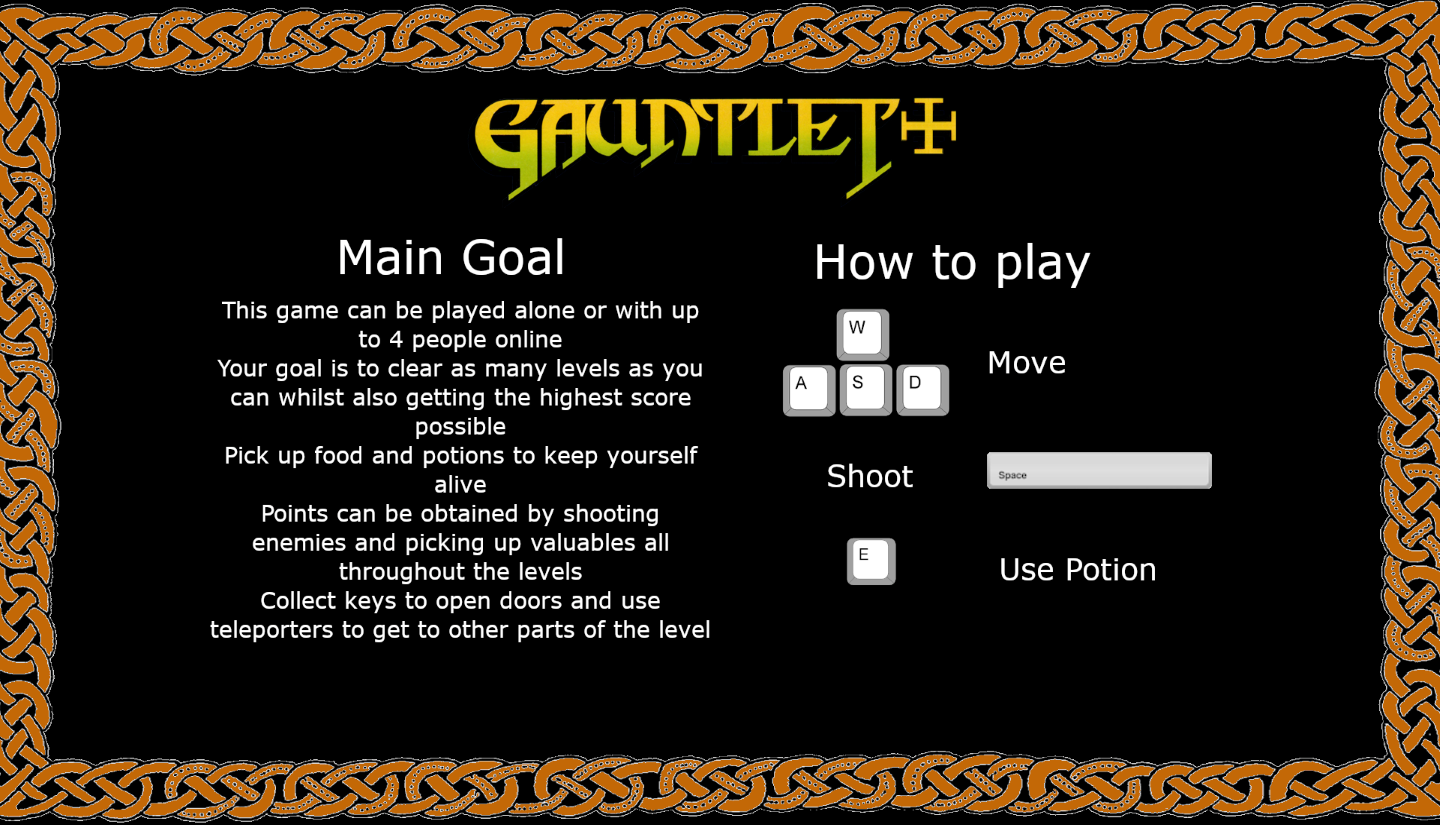 GAUNTLET+
Main Goal
This game can be played alone or with up
to 4 people online
Your goal is to clear as many levels as you
can whilst also getting the highest score
possible
Pick up food and potions to keep yourself
alive
Points can be obtained by shooting
enemies and picking up valuables all
throughout the levels
Collect keys to open doors and use
teleporters to get to other parts of the level
How to play
W
A S D
Move
Shoot
Space
E
Use Potion